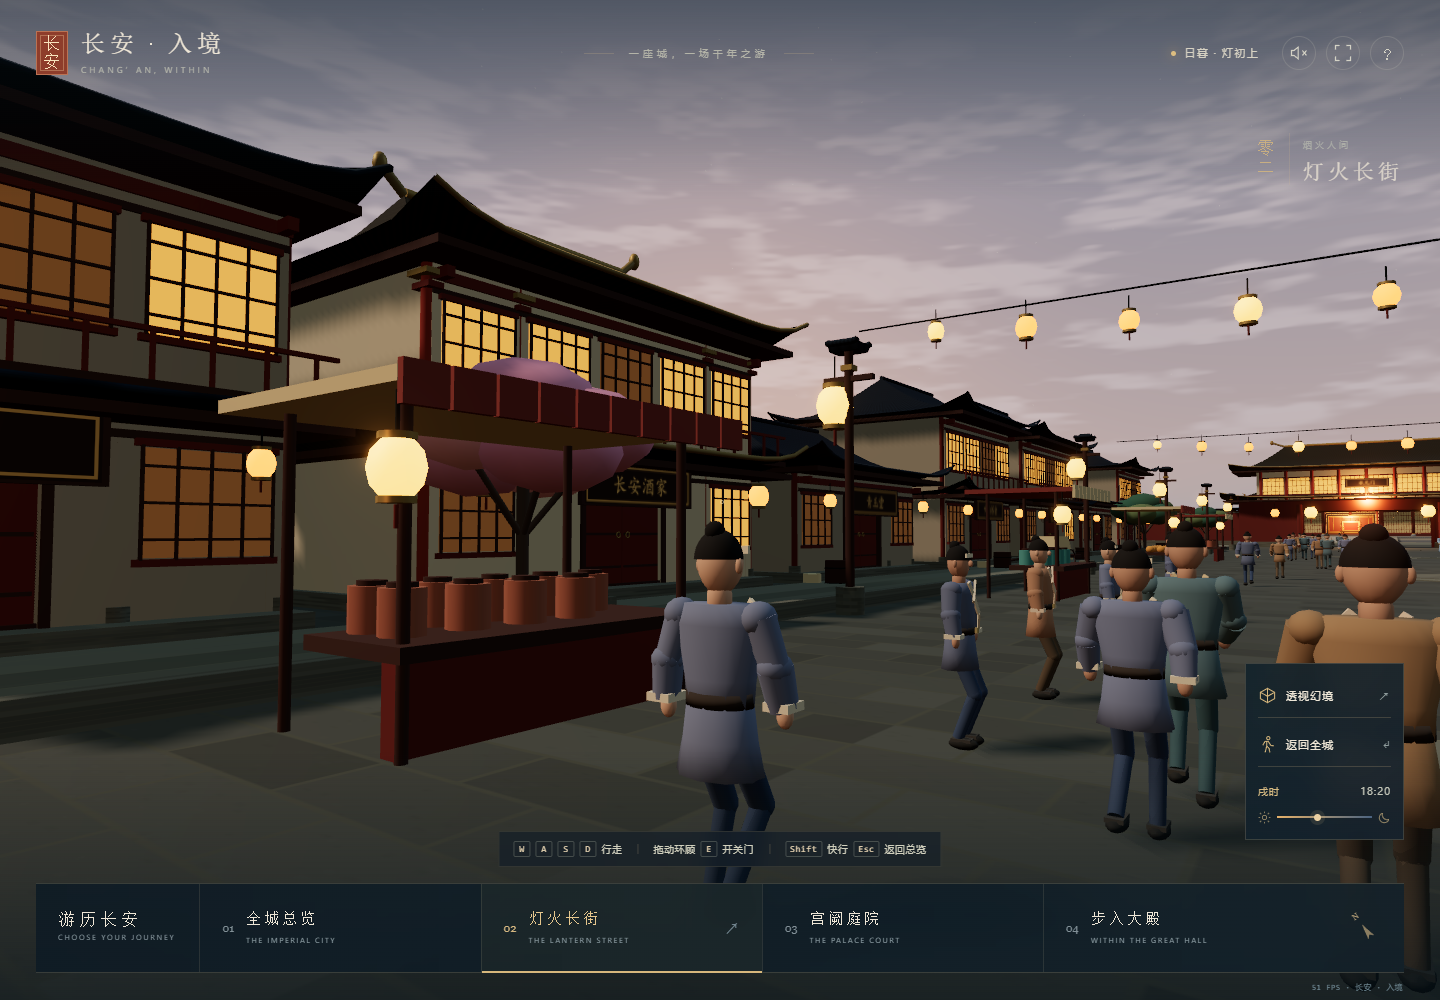 长安
长安 · 入境
CHANG' AN, WITHIN
一座城，一场千年之游
日暮 · 灯初上
?
零二
烟火人间
灯火长街
长安酒家
透视幻境
返回全城
戌时 18:20
W A S D 行走 拖动环顾 E 开关门 Shift 快行 Esc 返回总览
游历长安
CHOOSE YOUR JOURNEY
01 全城总览
THE IMPERIAL CITY
02 灯火长街
THE LANTERN STREET
03 宫阙庭院
THE PALACE COURT
04 步入大殿
WITHIN THE GREAT HALL
51 FPS · 长安 · 入境